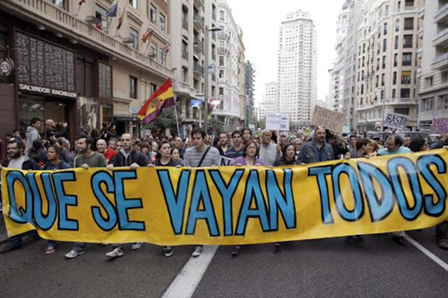 SALVADOR BACHILLER
BASTA
QUE SE VAYAN TODOS